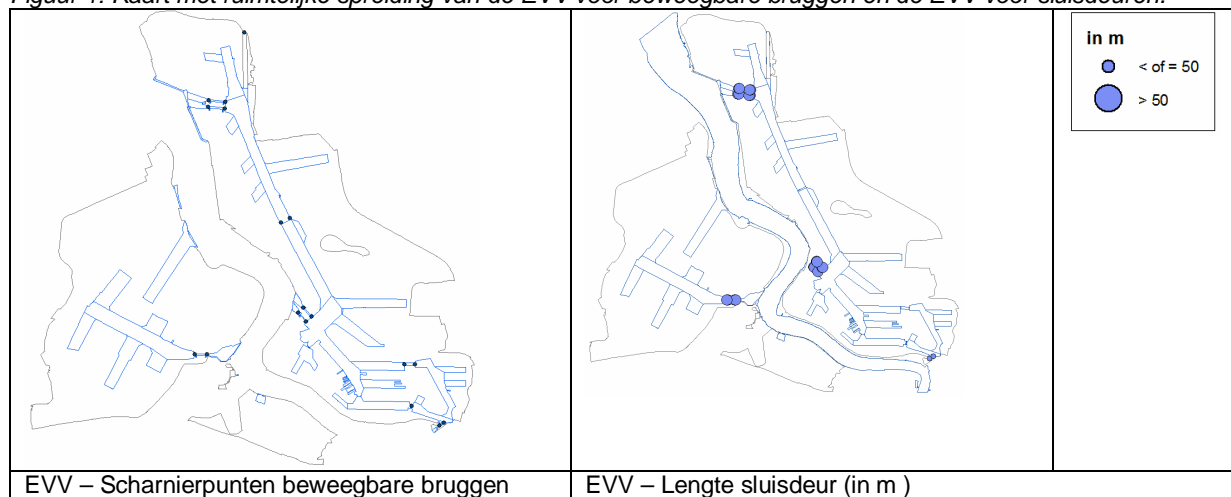 Figuur 4: Kaart met ruimtelijke spreiding van de EVV voor beweegbare bruggen en de EVV voor sluisdeuren.
in m
< of = 50
> 50
EVV – Scharnierpunten beweegbare bruggen
EVV – Lengte sluisdeur (in m )